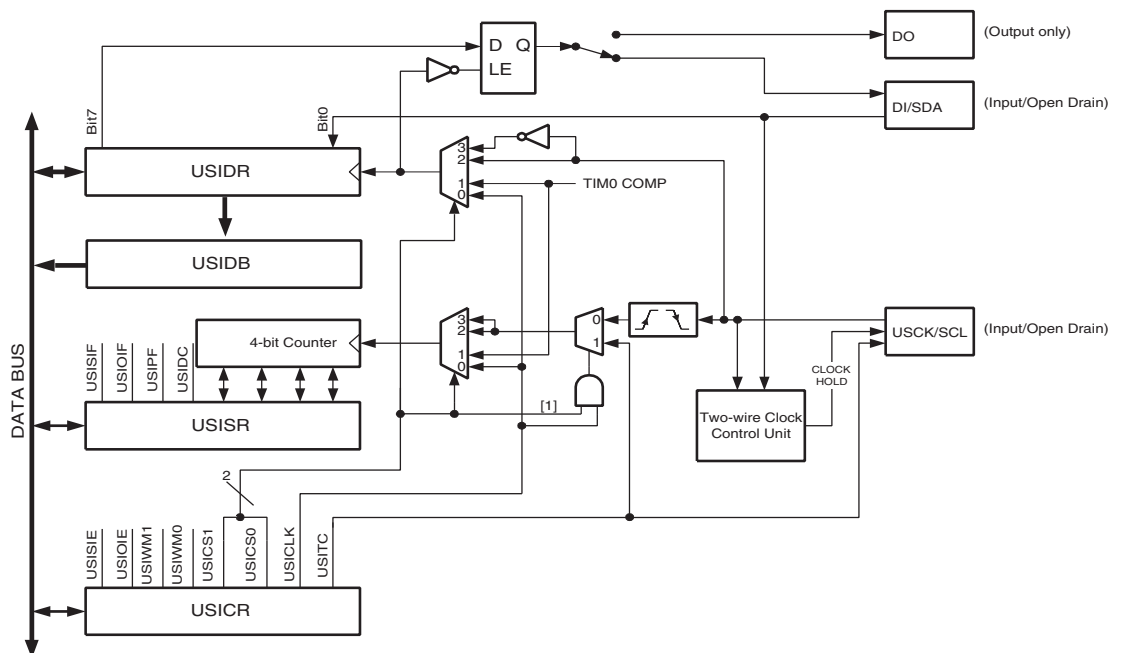 D Q
LE
DO
(Output only)
DI/SDA
(Input/Open Drain)
Bit7
Bit0
3
2
1
0
TIM0 COMP
USIDR
USIDB
3
2
1
0
0
1
4-bit Counter
USISIF
USIOIF
USIPF
USIDC
USISR
[1]
USCK/SCL
(Input/Open Drain)
CLOCK
HOLD
Two-wire Clock
Control Unit
DATA BUS
2
USISIE
USIOIE
USIWM1
USIWM0
USICS1
USICS0
USICLK
USITC
USICR